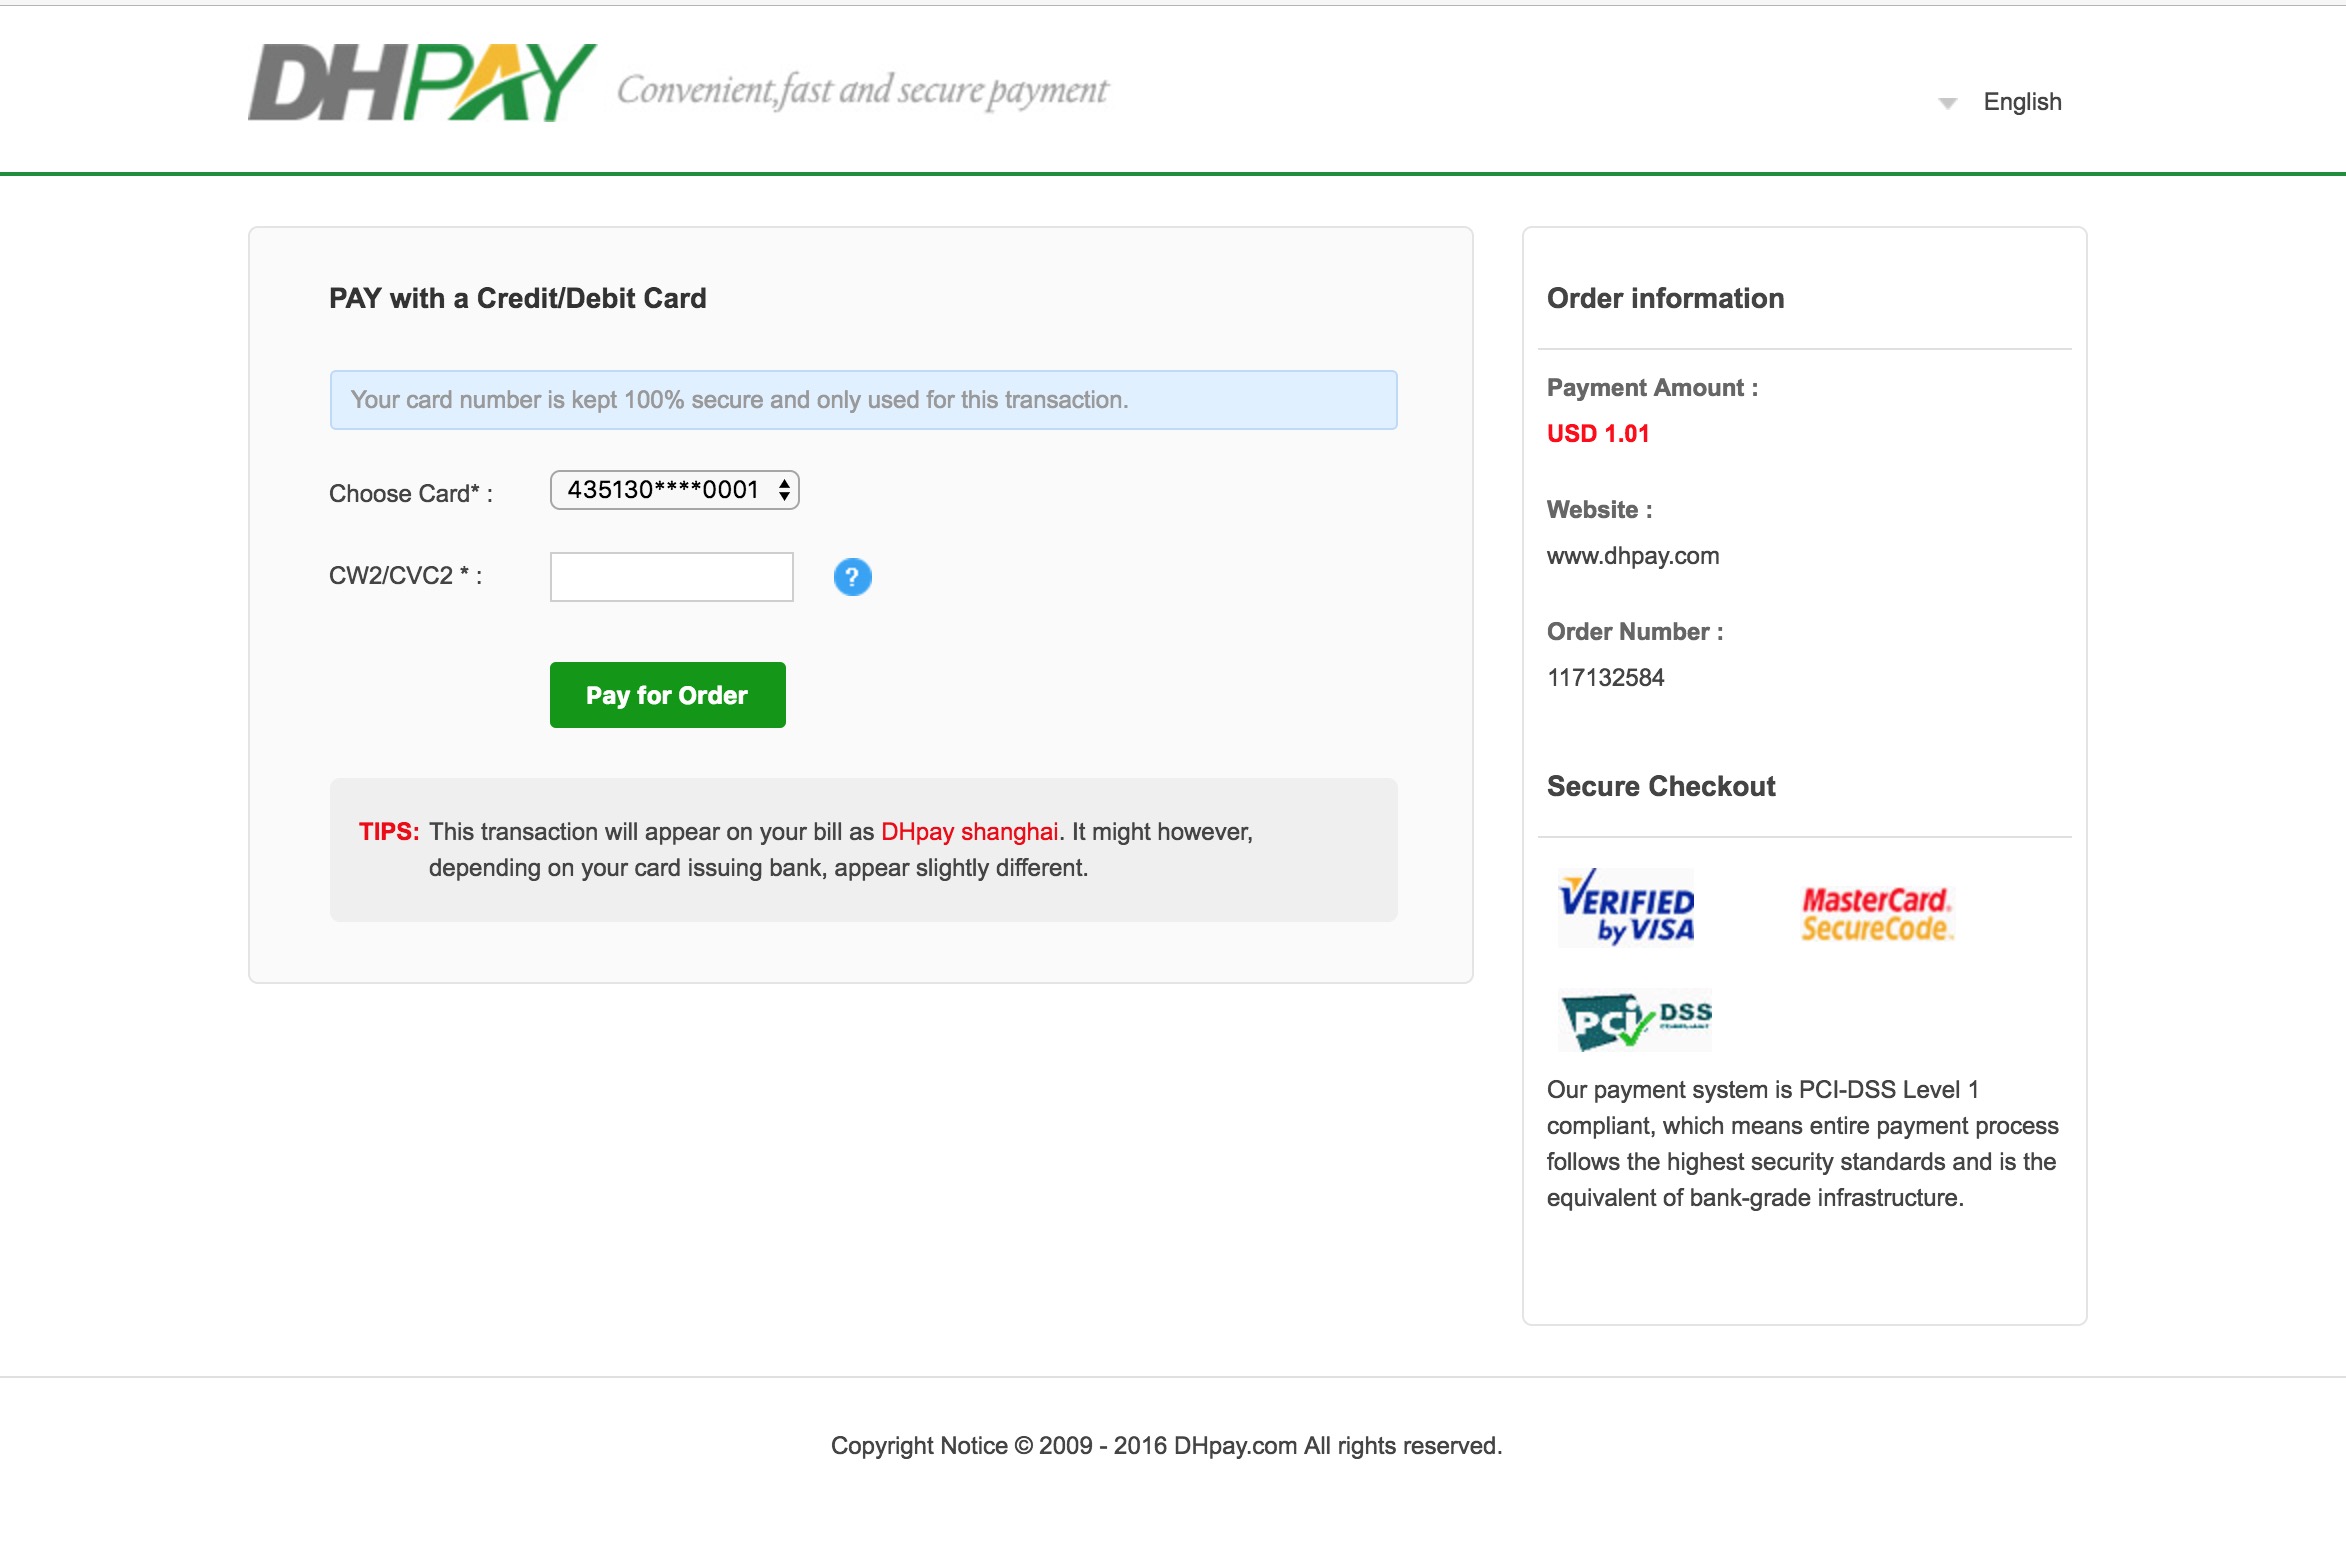 DHPAY Convenient,fast and secure payment
English
PAY with a Credit/Debit Card
Your card number is kept 100% secure and only used for this transaction.
Choose Card* : 435130****0001
CW2/CVC2 * : ?
Pay for Order
TIPS: This transaction will appear on your bill as DHpay shanghai. It might however,
depending on your card issuing bank, appear slightly different.
Order information
Payment Amount :
USD 1.01
Website :
www.dhpay.com
Order Number :
117132584
Secure Checkout
VERIFIED
by VISA
MasterCard.
SecureCode.
PCi DSS
COMPLIANT
Our payment system is PCI-DSS Level 1
compliant, which means entire payment process
follows the highest security standards and is the
equivalent of bank-grade infrastructure.
Copyright Notice © 2009 - 2016 DHpay.com All rights reserved.